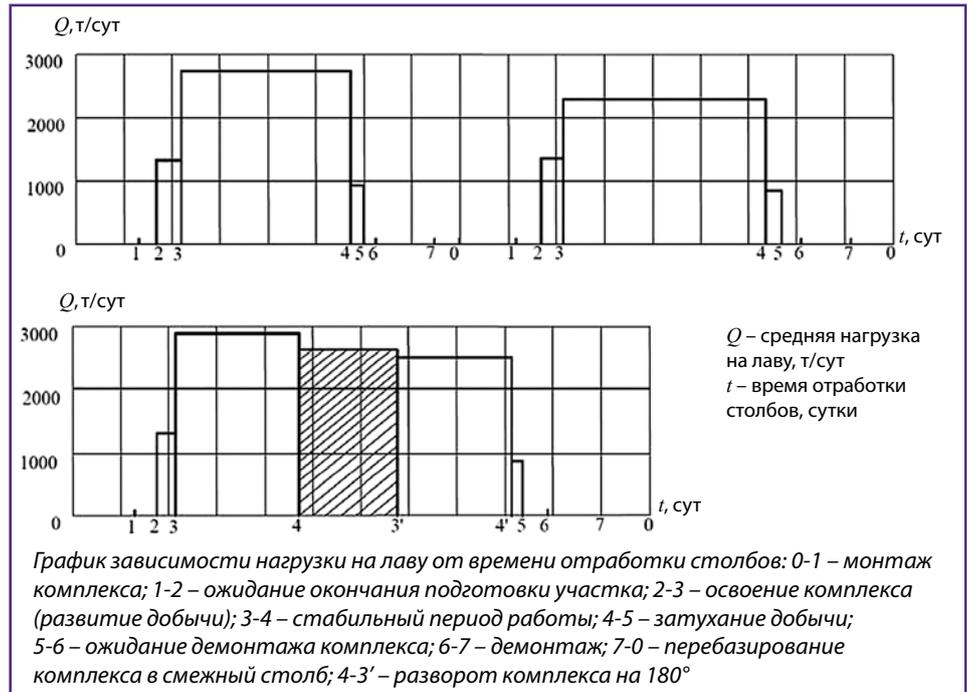 Q, т/сут
3000
2000
1000
0
1 2 3 4 5 6 7 0 1 2 3 4 5 6 7 0
t, сут
Q, т/сут
3000
2000
1000
0
1 2 3 4 3' 4' 5 6 7 0
t, сут
Q – средняя нагрузка
на лаву, т/сут
t – время отработки
столбов, сутки
График зависимости нагрузки на лаву от времени отработки столбов: 0-1 – монтаж
комплекса; 1-2 – ожидание окончания подготовки участка; 2-3 – освоение комплекса
(развитие добычи); 3-4 – стабильный период работы; 4-5 – затухание добычи;
5-6 – ожидание демонтажа комплекса; 6-7 – демонтаж; 7-0 – перебазирование
комплекса в смежный столб; 4-3’ – разворот комплекса на 180°